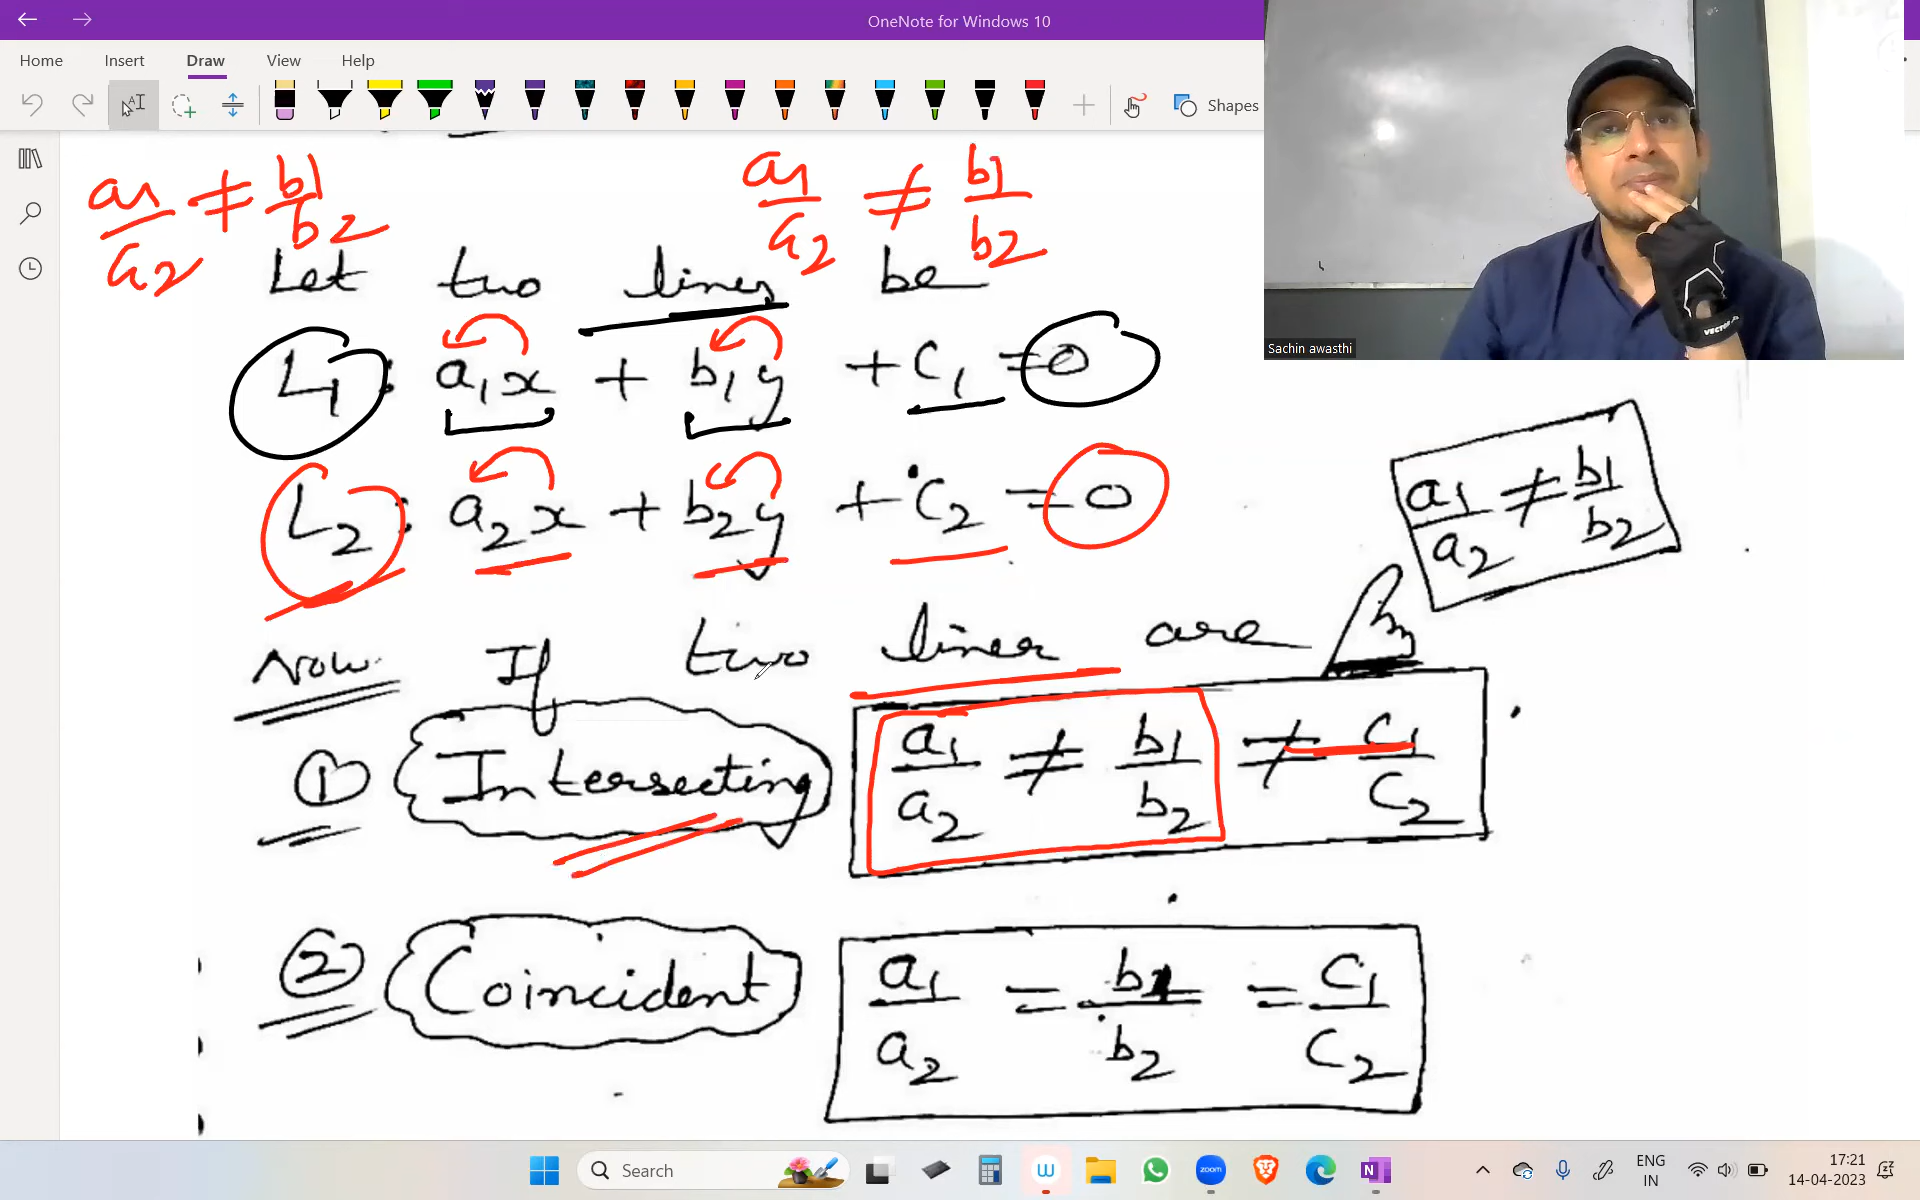 OneNote for Windows 10
Home Insert Draw View Help
Shapes
a1/a2 ≠ b1/b2
a1/a2 ≠ b1/b2
Let two lines be
L1: a1x + b1y + C1 = 0
L2: a2x + b2y + C2 = 0
a1/a2 ≠ b1/b2
Now If two lines are
① Intersecting a1/a2 ≠ b1/b2 ≠ C1/C2
② Coincident a1/a2 = b1/b2 = C1/C2
Sachin awasthi
VECTOR
Search
zoom
ENG
IN
17:21
14-04-2023